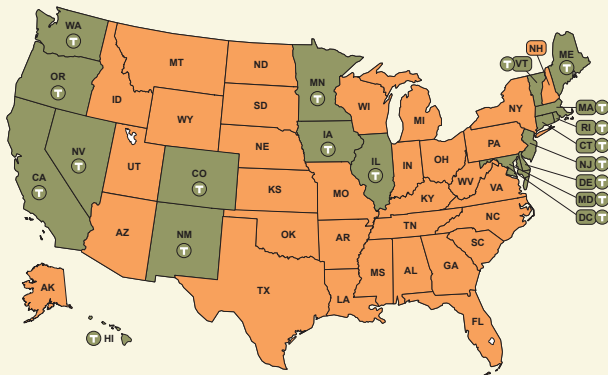 WA
T
OR
T
CA
T
NV
T
ID
MT
WY
UT
AZ
CO
T
NM
T
ND
SD
NE
KS
OK
TX
MN
T
IA
T
MO
AR
LA
WI
IL
T
MI
IN
OH
KY
TN
MS
AL
GA
FL
SC
NC
VA
WV
PA
NY
T VT
NH
ME
T
MA T
RI T
CT T
NJ T
DE T
MD T
DC T
AK
T HI